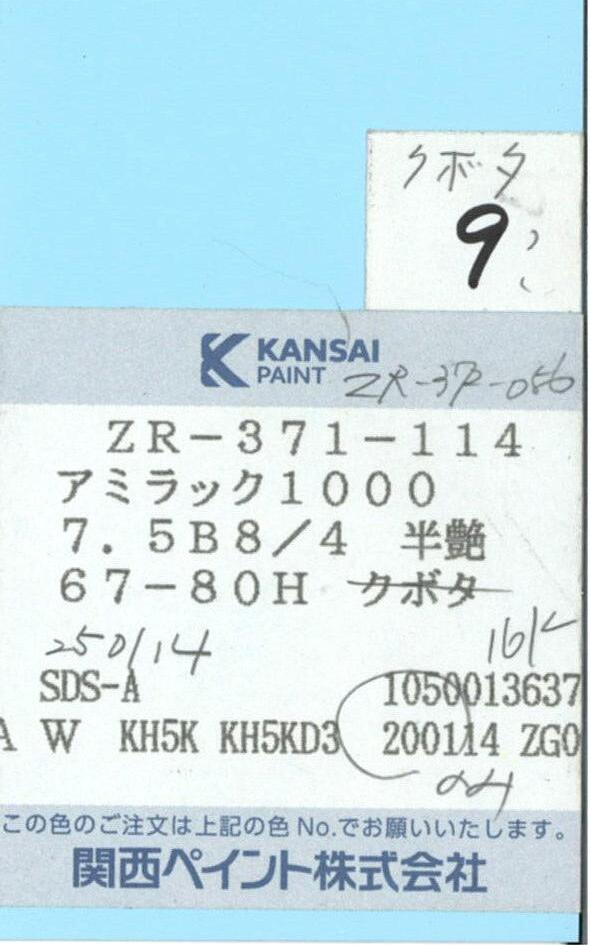 クボタ
9
KANSAI
PAINT
ZR-371-114
アミラック1000
7.5B8/4 半艶
67-80H クボタ
250114
SDS-A 1050013637
A W KH5K KH5KD3 200114 ZG0
この色のご注文は上記の色No.でお願いいたします。
関西ペイント株式会社